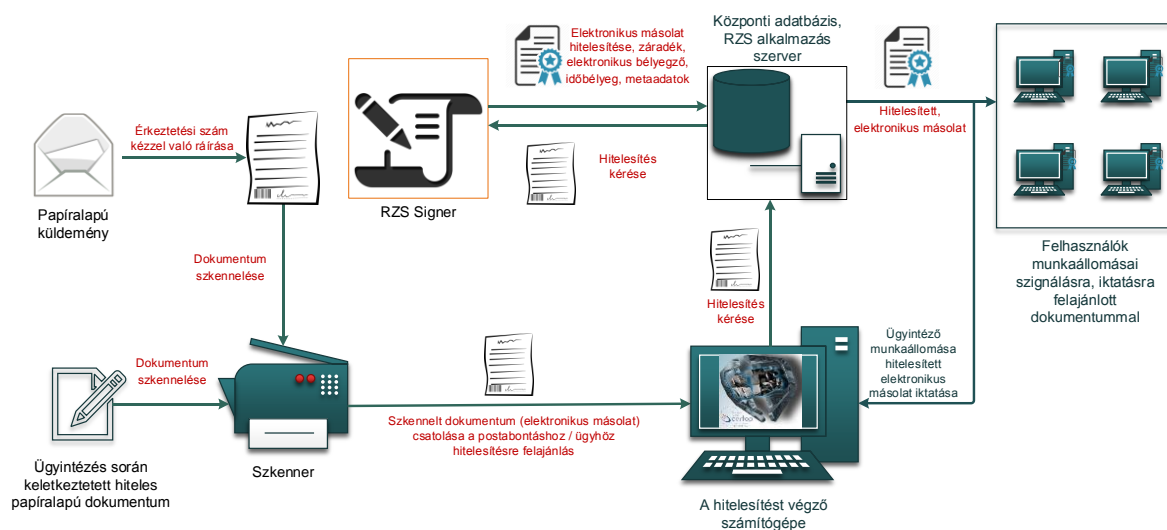 Elektronikus másolat
hitelesítése, záradék,
elektronikus bélyegző,
időbélyeg, metaadatok
Központi adatbázis,
RZS alkalmazás
szerver
Hitelesített,
elektronikus másolat
Érkeztetési szám
kézzel való ráírása
Hitelesítés
kérése
Papíralapú
küldemény
RZS Signer
Felhasználók
munkaállomásai
szignálásra, iktatásra
felajánlott
dokumentummal
Dokumentum
szkennelése
Hitelesítés
kérése
Ügyintéző
munkaállomása
hitelesített
elektronikus
másolat iktatása
Dokumentum
szkennelése
Szkennelt dokumentum (elektronikus másolat)
csatolása a postabontáshoz / ügyhöz
hitelesítésre felajánlás
Szkenner
Ügyintézés során
keletkeztetett hiteles
papíralapú dokumentum
A hitelesítést végző
számítógépe